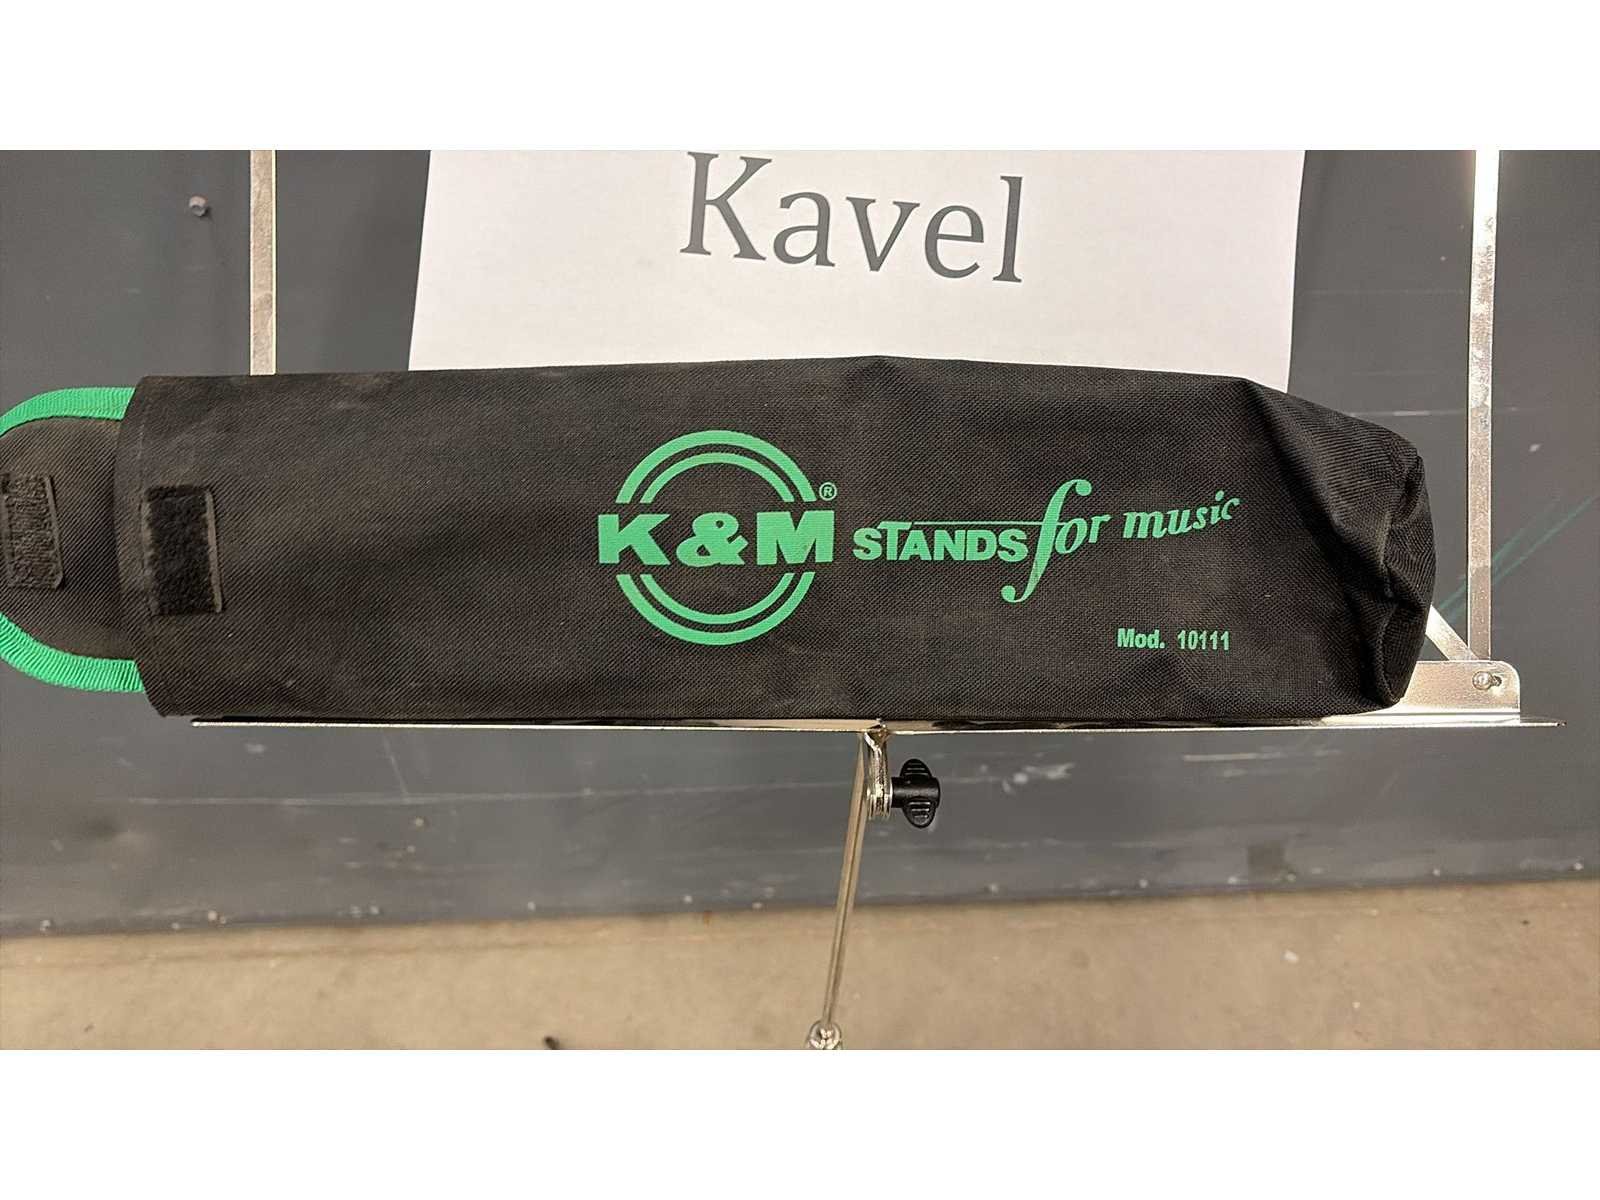 Kavel
K&M® STANDS for music
Mod. 10111